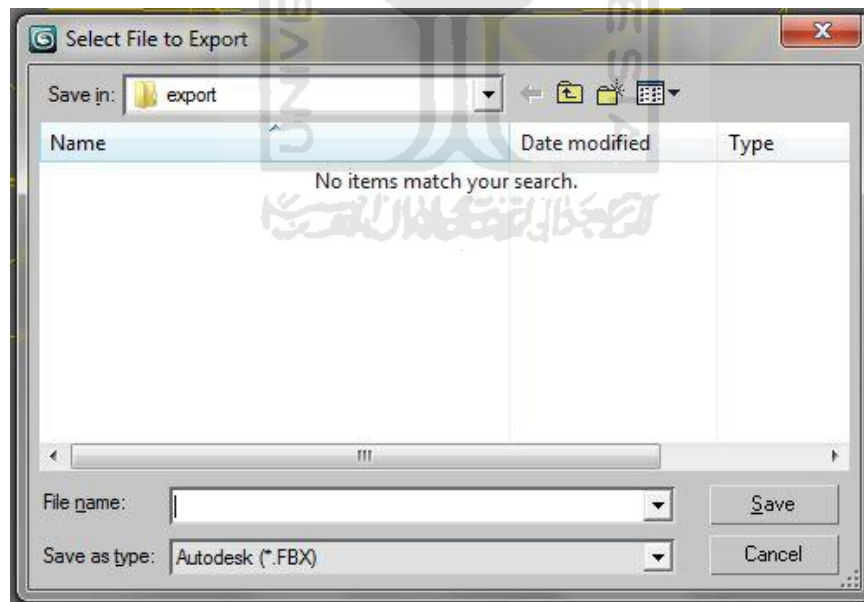 Select File to Export
Save in: export
Name Date modified Type
No items match your search.
File name: Save
Save as type: Autodesk (*.FBX) Cancel